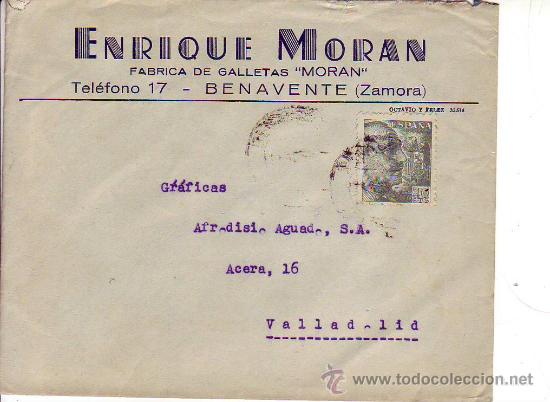 ENRIQUE MORAN
FABRICA DE GALLETAS "MORAN"
Teléfono 17 - BENAVENTE (Zamora)
OCTAVIO Y FELEZ
ESPAÑA
Gráficas
Afrodisio Aguado, S.A.
Acera, 16
Valladolid
www.todocoleccion.net